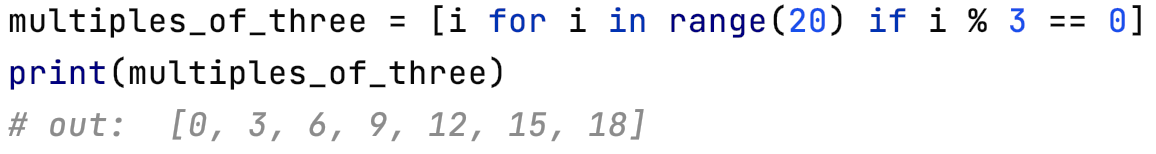 multiples_of_three = [i for i in range(20) if i % 3 == 0]
print(multiples_of_three)
# out:  [0, 3, 6, 9, 12, 15, 18]